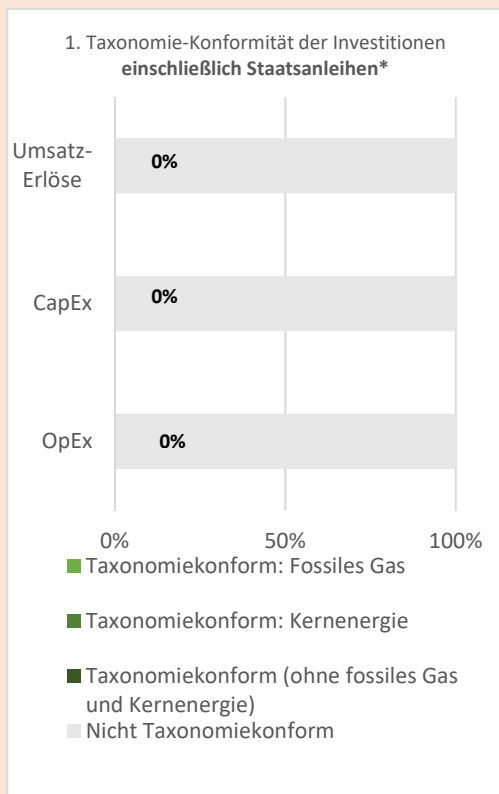 1. Taxonomie-Konformität der Investitionen
einschließlich Staatsanleihen*
Umsatz-
Erlöse
0%
CapEx
0%
OpEx
0%
0%
50%
100%
Taxonomiekonform: Fossiles Gas
Taxonomiekonform: Kernenergie
Taxonomiekonform (ohne fossiles Gas
und Kernenergie)
Nicht Taxonomiekonform